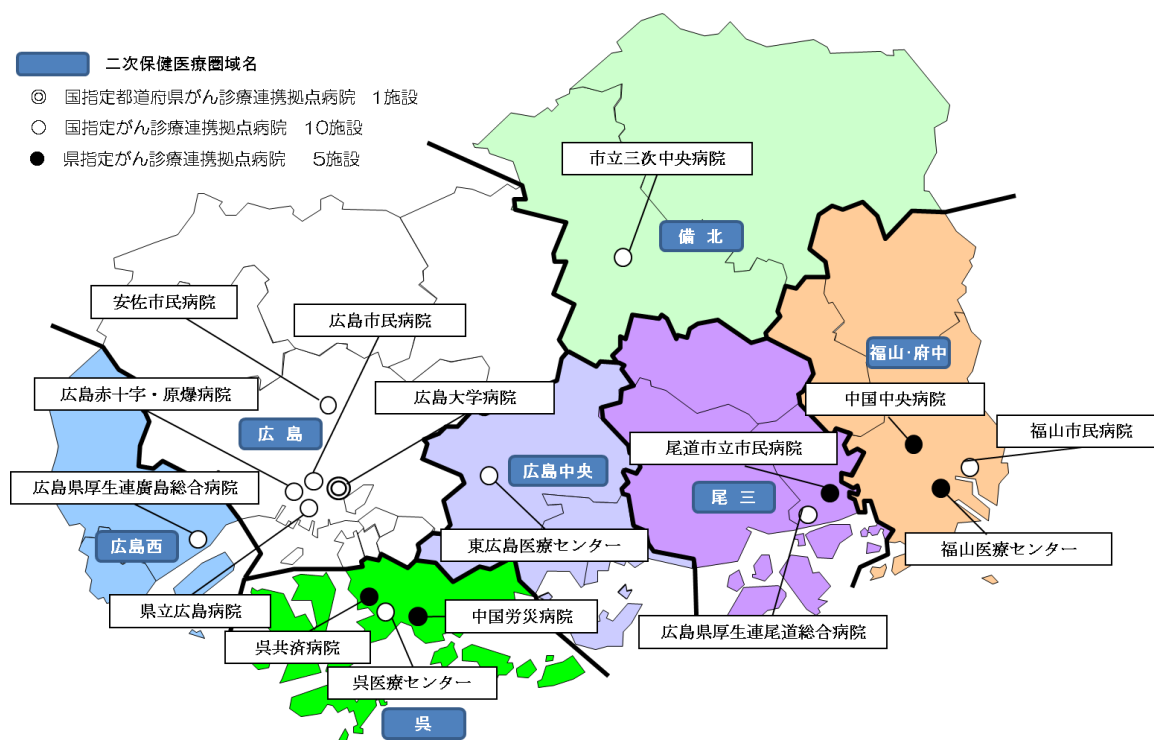 二次保健医療圏域名
◎ 国指定都道府県がん診療連携拠点病院 1施設
○ 国指定がん診療連携拠点病院 10施設
● 県指定がん診療連携拠点病院 5施設
市立三次中央病院
備北
安佐市民病院
広島市民病院
福山・府中
広島赤十字・原爆病院
広島大学病院
中国中央病院
広島
尾道市立市民病院
福山市民病院
広島中央
広島県厚生連廣島総合病院
尾三
広島西
東広島医療センター
福山医療センター
県立広島病院
中国労災病院
広島県厚生連尾道総合病院
呉共済病院
呉医療センター
呉